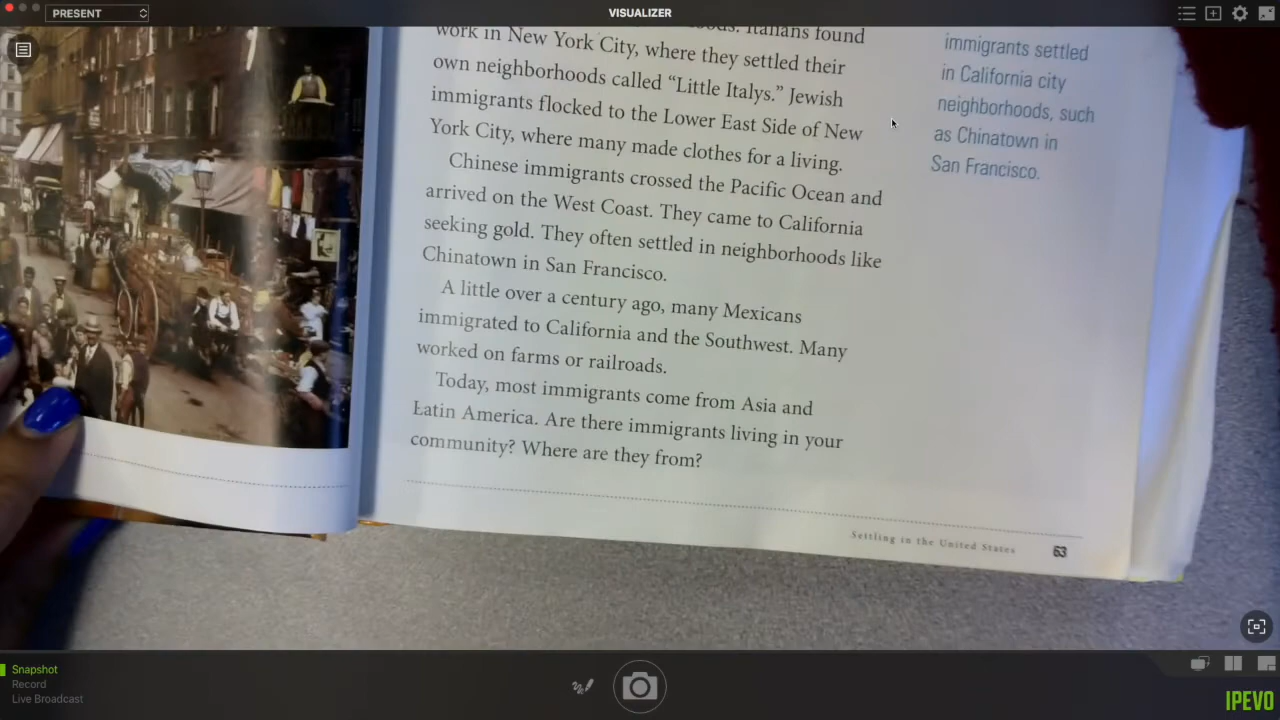 PRESENT
VISUALIZER
Italians found
work in New York City, where they settled their
own neighborhoods called “Little Italys.” Jewish
immigrants flocked to the Lower East Side of New
York City, where many made clothes for a living.
Chinese immigrants crossed the Pacific Ocean and
arrived on the West Coast. They came to California
seeking gold. They often settled in neighborhoods like
Chinatown in San Francisco.
A little over a century ago, many Mexicans
immigrated to California and the Southwest. Many
worked on farms or railroads.
Today, most immigrants come from Asia and
Latin America. Are there immigrants living in your
community? Where are they from?
immigrants settled
in California city
neighborhoods, such
as Chinatown in
San Francisco.
Settling in the United States 63
Snapshot
Record
Live Broadcast
IPEVO